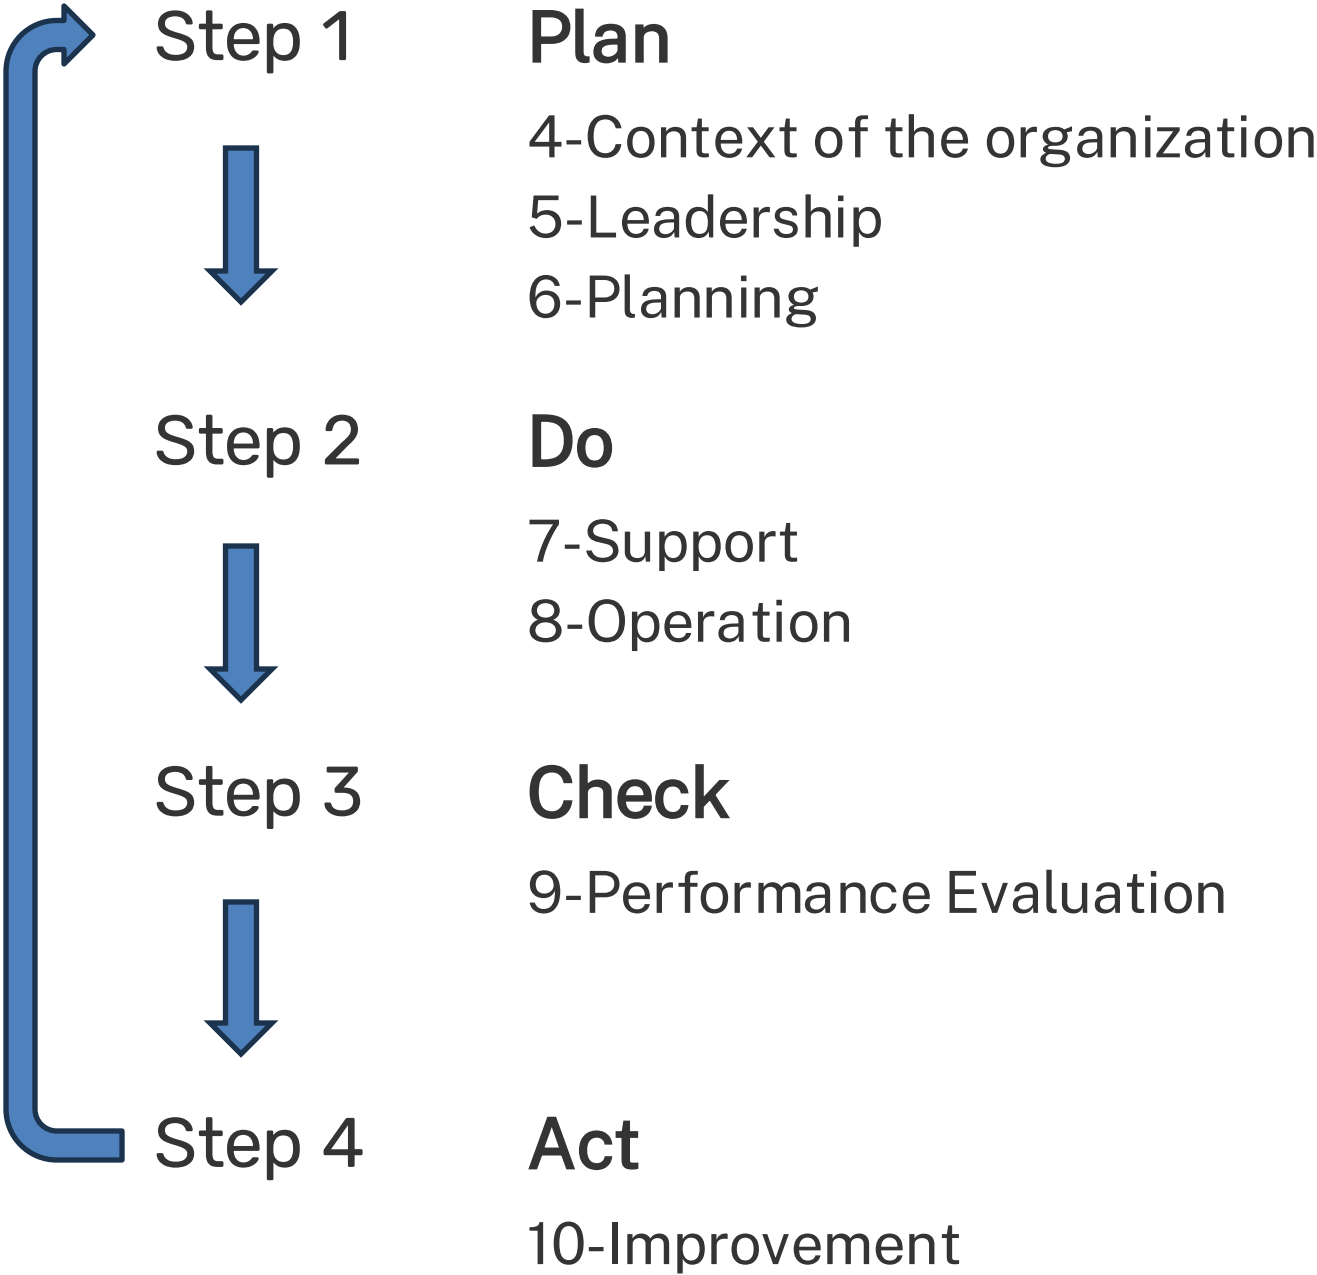 Step 1 Plan
4-Context of the organization
5-Leadership
6-Planning
Step 2 Do
7-Support
8-Operation
Step 3 Check
9-Performance Evaluation
Step 4 Act
10-Improvement